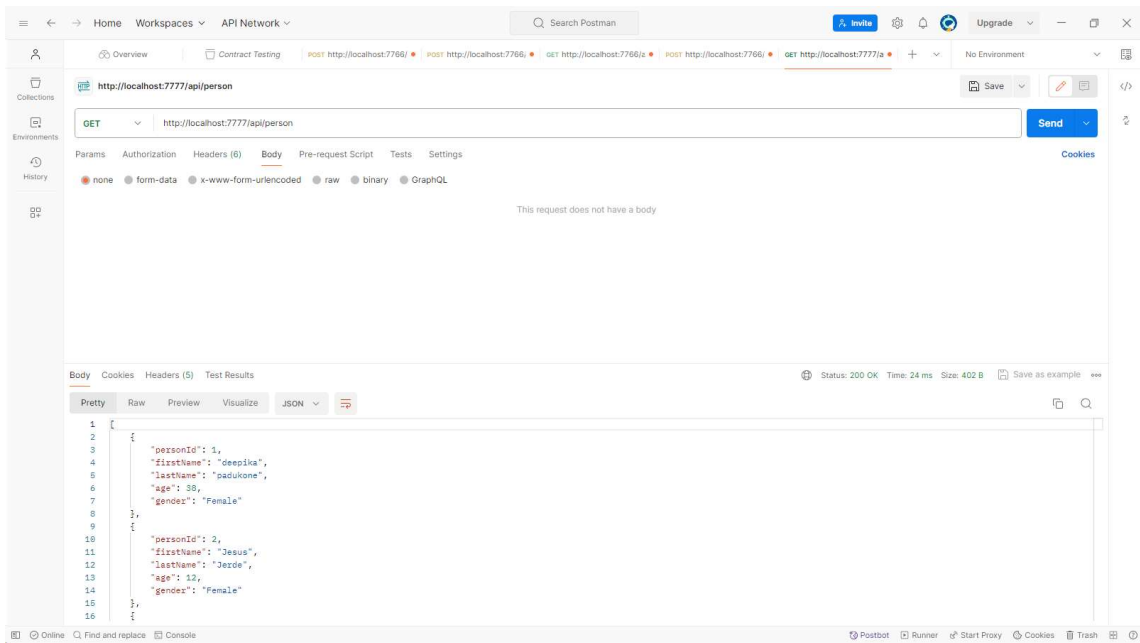 Home Workspaces API Network Search Postman Invite Upgrade
Overview Contract Testing POST http://localhost:7766/ POST http://localhost:7766/ GET http://localhost:7766/a POST http://localhost:7766/ GET http://localhost:7777/a No Environment
HTTP http://localhost:7777/api/person Save
Collections
GET http://localhost:7777/api/person Send
Environments
Params Authorization Headers (6) Body Pre-request Script Tests Settings Cookies
History
none form-data x-www-form-urlencoded raw binary GraphQL
This request does not have a body
Body Cookies Headers (5) Test Results Status: 200 OK Time: 24 ms Size: 402 B Save as example
Pretty Raw Preview Visualize JSON
1 [
2 {
3 "personId": 1,
4 "firstName": "deepika",
5 "lastName": "padukone",
6 "age": 38,
7 "gender": "Female"
8 },
9 {
10 "personId": 2,
11 "firstName": "Jesus",
12 "lastName": "Jerde",
13 "age": 12,
14 "gender": "Female"
15 },
16 {
Online Find and replace Console Postbot Runner Start Proxy Cookies Trash